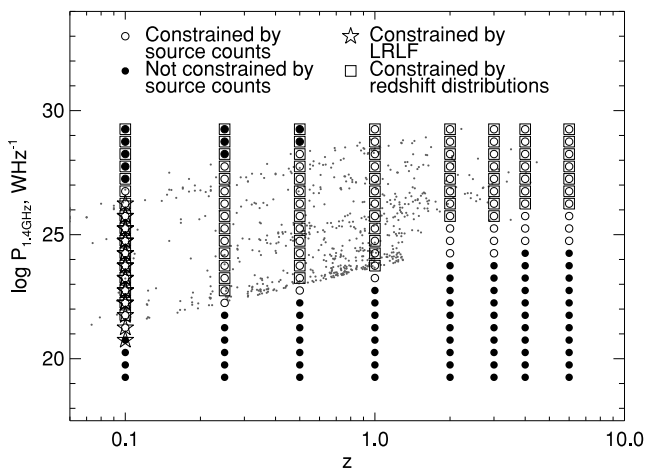 Constrained by source counts
Not constrained by source counts
Constrained by LRLF
Constrained by redshift distributions
30
25
20
log P1.4GHz, WHz-1
0.1
1.0
10.0
z